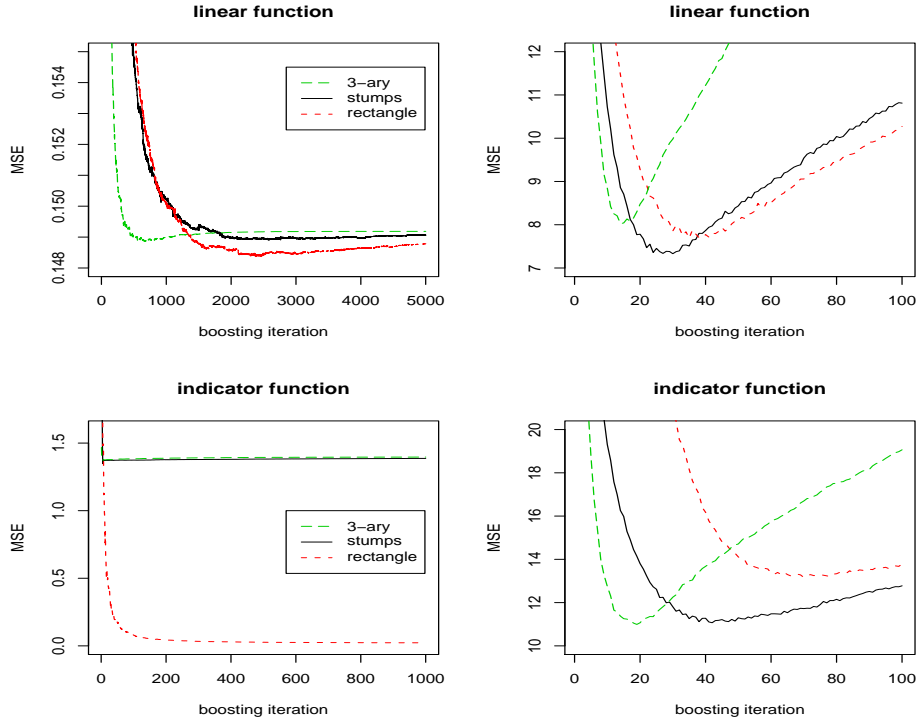 linear function
MSE
0.148 0.150 0.152 0.154
3−ary
stumps
rectangle
0 1000 2000 3000 4000 5000
boosting iteration
linear function
MSE
7 8 9 10 11 12
0 20 40 60 80 100
boosting iteration
indicator function
MSE
0.0 0.5 1.0 1.5
3−ary
stumps
rectangle
0 200 400 600 800 1000
boosting iteration
indicator function
MSE
10 12 14 16 18 20
0 20 40 60 80 100
boosting iteration